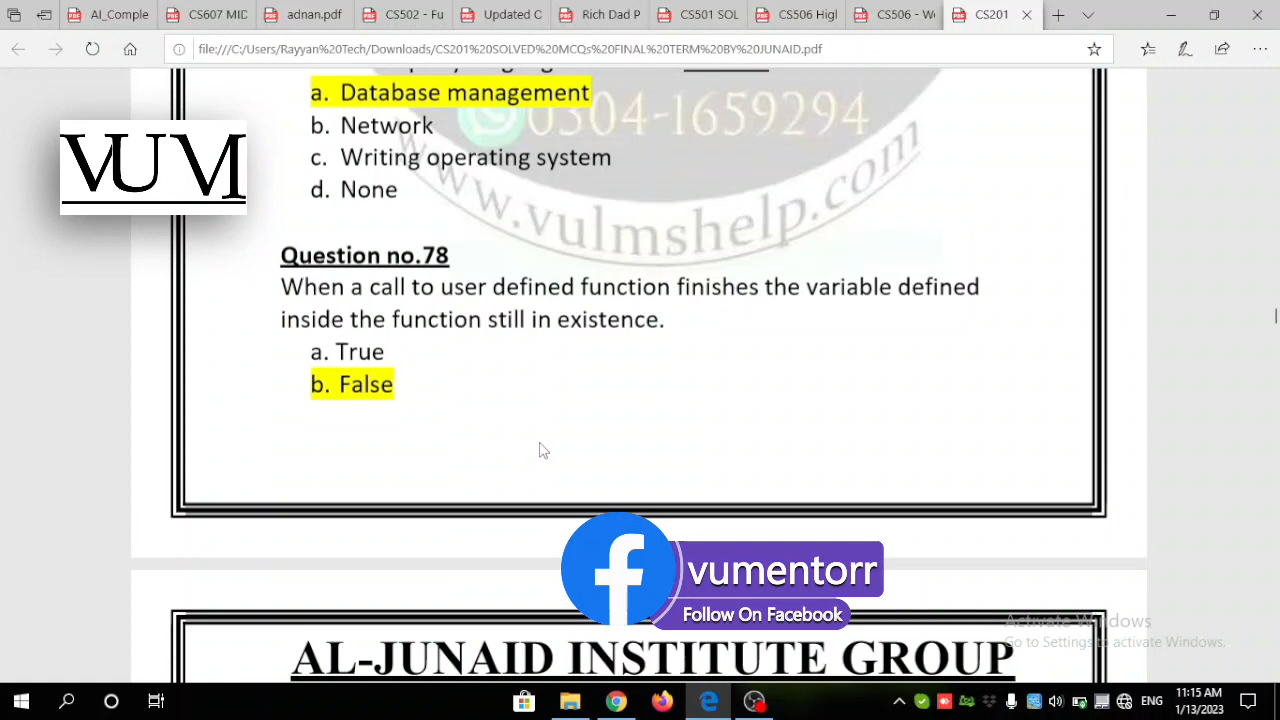 AI_Comple
CS607 MID
adnan.pdf
CS502 - Fu
Updated C
Rich Dad P
CS501 SOL
CS506 Higl
CS506 - We
CS201
file:///C:/Users/Rayyan%20Tech/Downloads/CS201%20SOLVED%20MCQs%20FINAL%20TERM%20BY%20JUNAID.pdf
a. Database management
0304-1659294
b. Network
c. Writing operating system
d. None
www.vulmshelp.com
VUM
Question no.78
When a call to user defined function finishes the variable defined
inside the function still in existence.
a. True
b. False
vumentorr
Follow On Facebook
Activate Windows
Go to Settings to activate Windows.
AL-JUNAID INSTITUTE GROUP
ENG
11:15 AM
1/13/2023